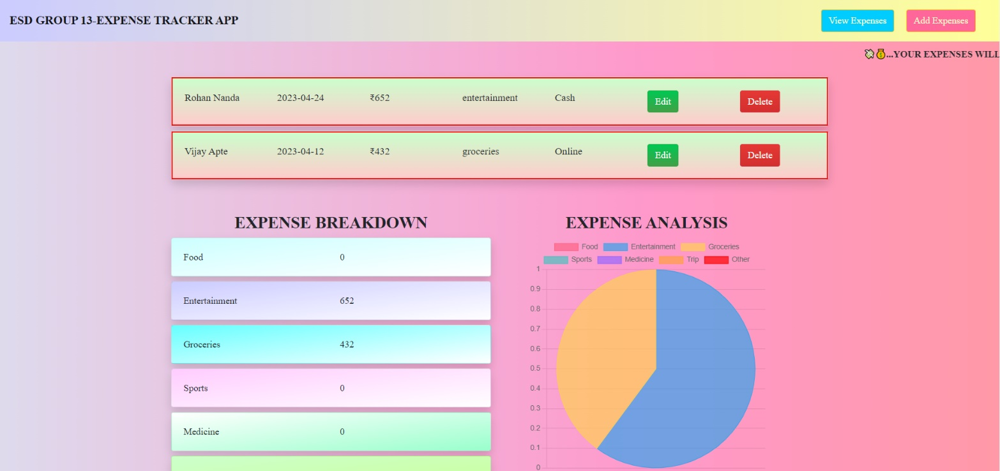 ESD GROUP 13-EXPENSE TRACKER APP View Expenses Add Expenses
💸💰...YOUR EXPENSES WILL
Rohan Nanda 2023-04-24 ₹652 entertainment Cash Edit Delete
Vijay Apte 2023-04-12 ₹432 groceries Online Edit Delete
EXPENSE BREAKDOWN
Food 0
Entertainment 652
Groceries 432
Sports 0
Medicine 0
EXPENSE ANALYSIS
Food Entertainment Groceries
Sports Medicine Trip Other
1
0.9
0.8
0.7
0.6
0.5
0.4
0.3
0.2
0.1
0